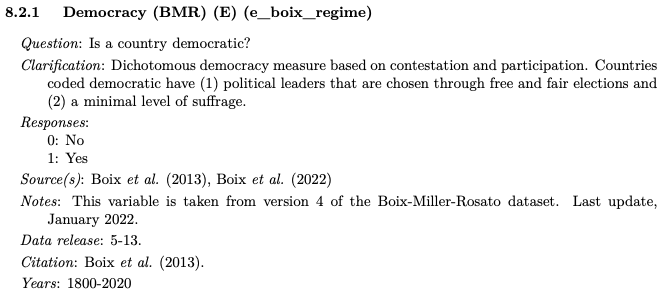 8.2.1 Democracy (BMR) (E) (e_boix_regime)
Question: Is a country democratic?
Clarification: Dichotomous democracy measure based on contestation and participation. Countries
coded democratic have (1) political leaders that are chosen through free and fair elections and
(2) a minimal level of suffrage.
Responses:
0: No
1: Yes
Source(s): Boix et al. (2013), Boix et al. (2022)
Notes: This variable is taken from version 4 of the Boix-Miller-Rosato dataset. Last update,
January 2022.
Data release: 5-13.
Citation: Boix et al. (2013).
Years: 1800-2020